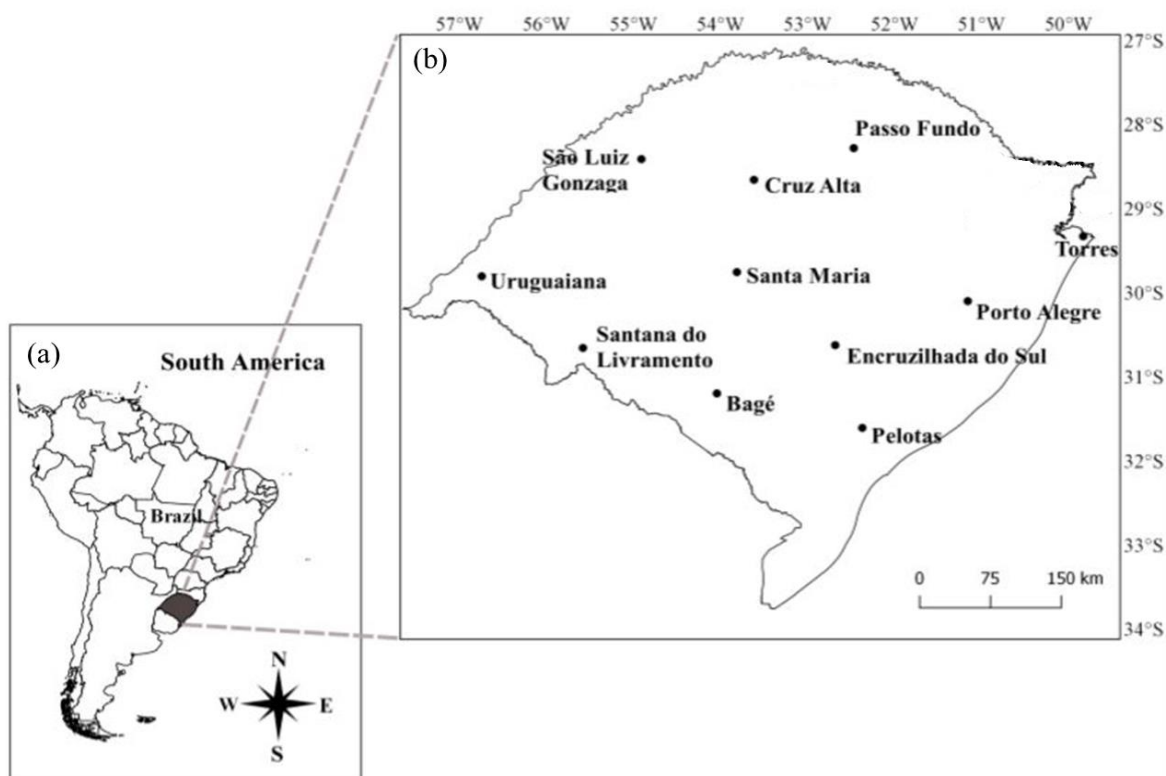 57°W 56°W 55°W 54°W 53°W 52°W 51°W 50°W
27°S
28°S
29°S
30°S
31°S
32°S
33°S
34°S
(b)
Passo Fundo
São Luiz
Gonzaga
Cruz Alta
Torres
Uruguaiana
Santa Maria
Porto Alegre
Santana do
Livramento
Encruzilhada do Sul
Bagé
Pelotas
0 75 150 km
(a)
South America
Brazil
N
W E
S